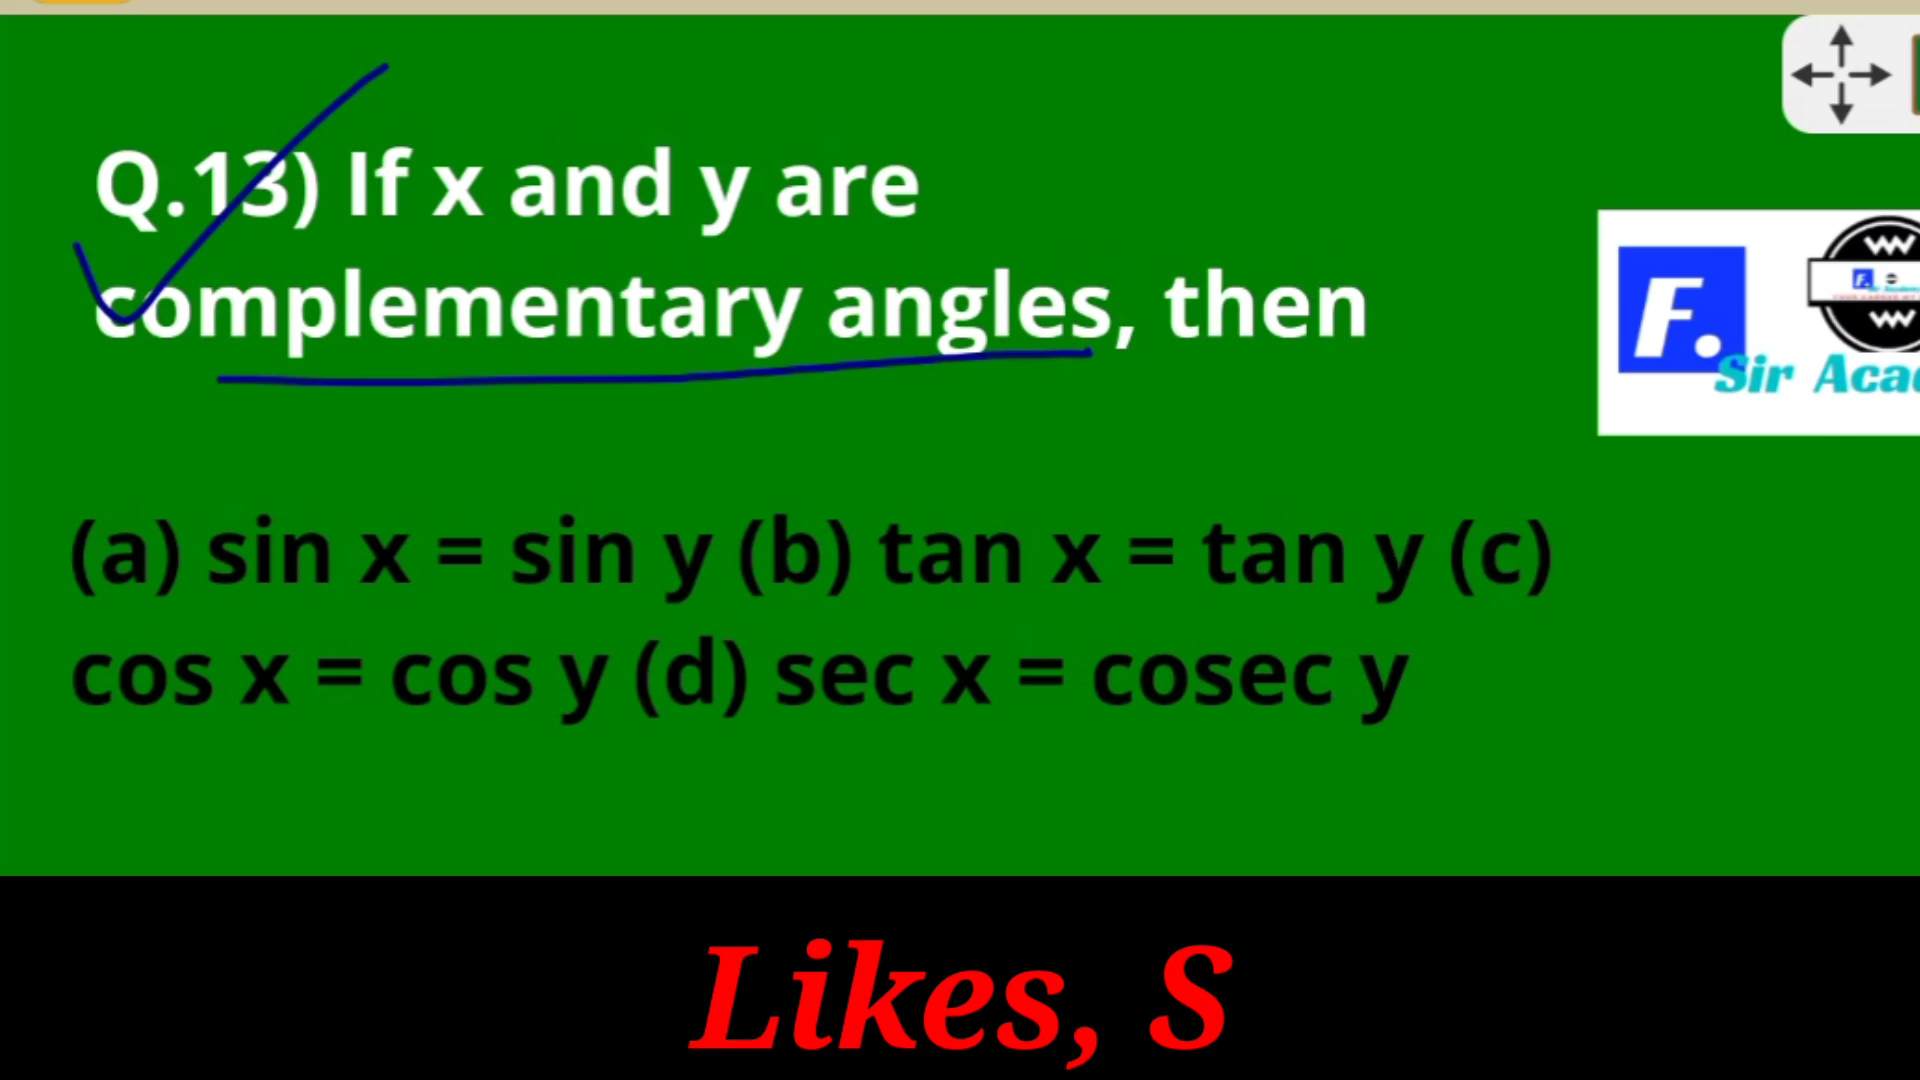 Q.13) If x and y are
complementary angles, then
F.
Sir Aca
(a) sin x = sin y (b) tan x = tan y (c)
cos x = cos y (d) sec x = cosec y
Likes, S